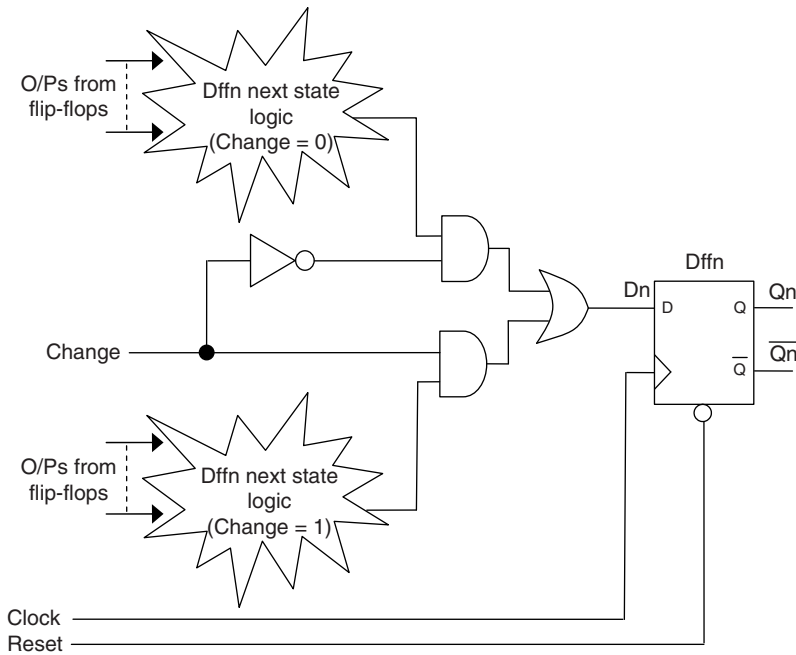 O/Ps from
flip-flops
Dffn next state
logic
(Change = 0)
Dffn
Dn
D
Q
Qn
Q̅
Q̅n̅
Change
O/Ps from
flip-flops
Dffn next state
logic
(Change = 1)
Clock
Reset